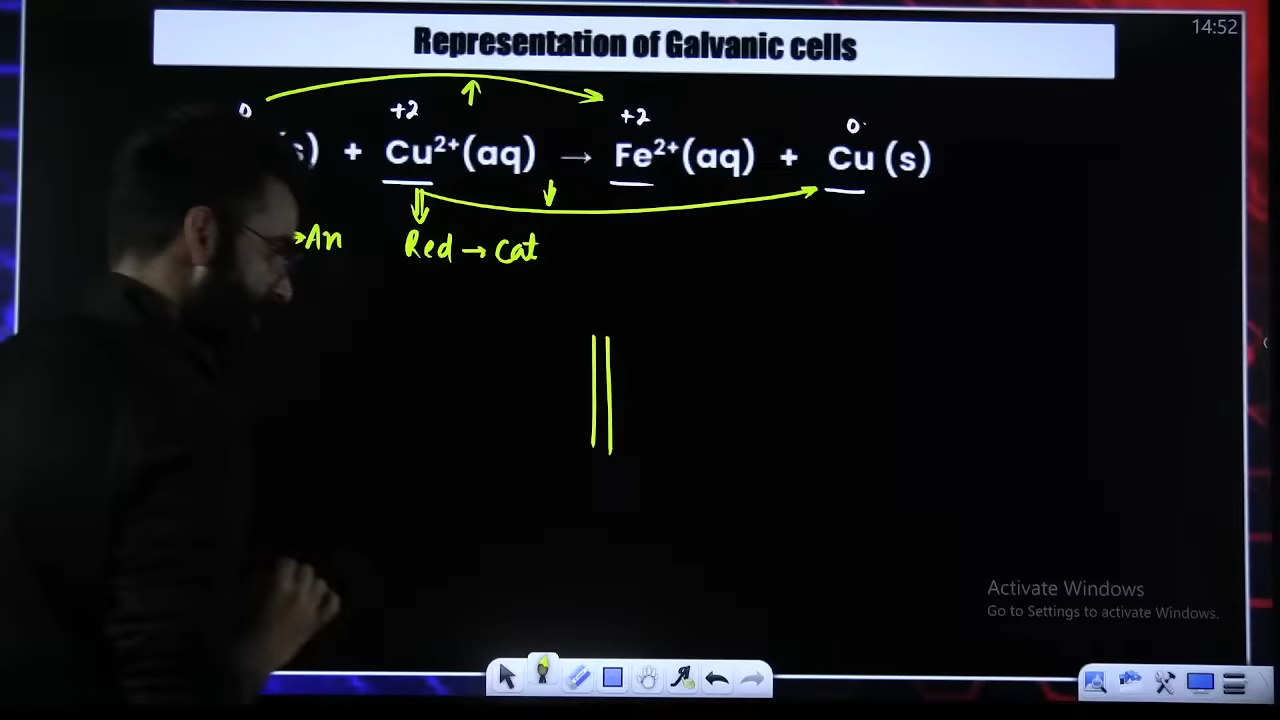 14:52
Representation of Galvanic cells
0 +2 +2 0
s) + Cu²⁺(aq) → Fe²⁺(aq) + Cu (s)
→An Red → Cat
Activate Windows
Go to Settings to activate Windows.